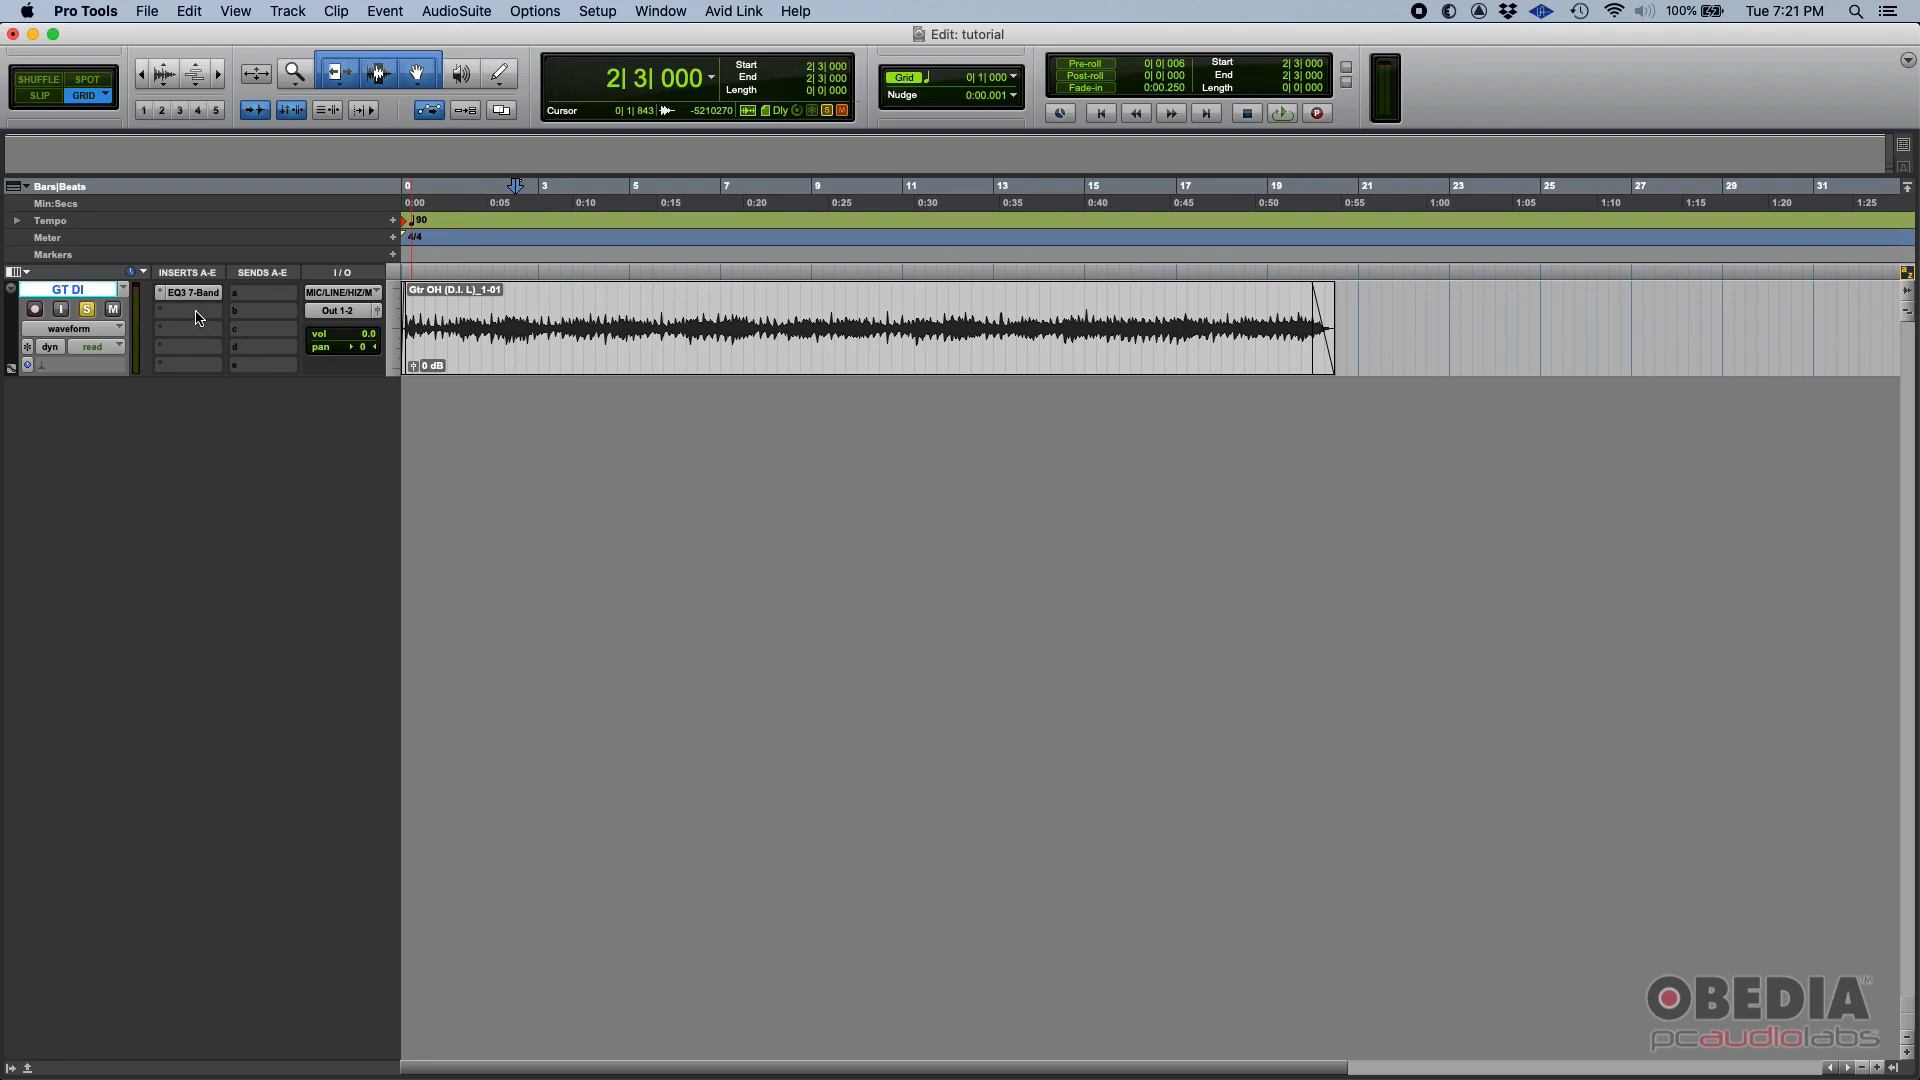 Pro Tools File Edit View Track Clip Event AudioSuite Options Setup Window Avid Link Help 100% Tue 7:21 PM
Edit: tutorial
SHUFFLE SPOT
SLIP GRID
1 2 3 4 5
2| 3| 000
Start 2| 3| 000
End 2| 3| 000
Length 0| 0| 000
Cursor 0| 1| 843 -5210270 Dly S M
Grid 0| 1| 000
Nudge 0:00.001
Pre-roll 0| 0| 006 Start 2| 3| 000
Post-roll 0| 0| 000 End 2| 3| 000
Fade-in 0:00.250 Length 0| 0| 000
P
Bars|Beats 0 3 5 7 9 11 13 15 17 19 21 23 25 27 29 31
Min:Secs 0:00 0:05 0:10 0:15 0:20 0:25 0:30 0:35 0:40 0:45 0:50 0:55 1:00 1:05 1:10 1:15 1:20 1:25
Tempo 90
Meter 4/4
Markers
INSERTS A-E SENDS A-E I / O
GT DI EQ3 7-Band a MIC/LINE/HIZ/M Gtr OH (D.I. L)_1-01
I S M b Out 1-2
waveform c vol 0.0
dyn read d pan 0
e 0 dB
a z
OBEDIA™
pcaudiolabs